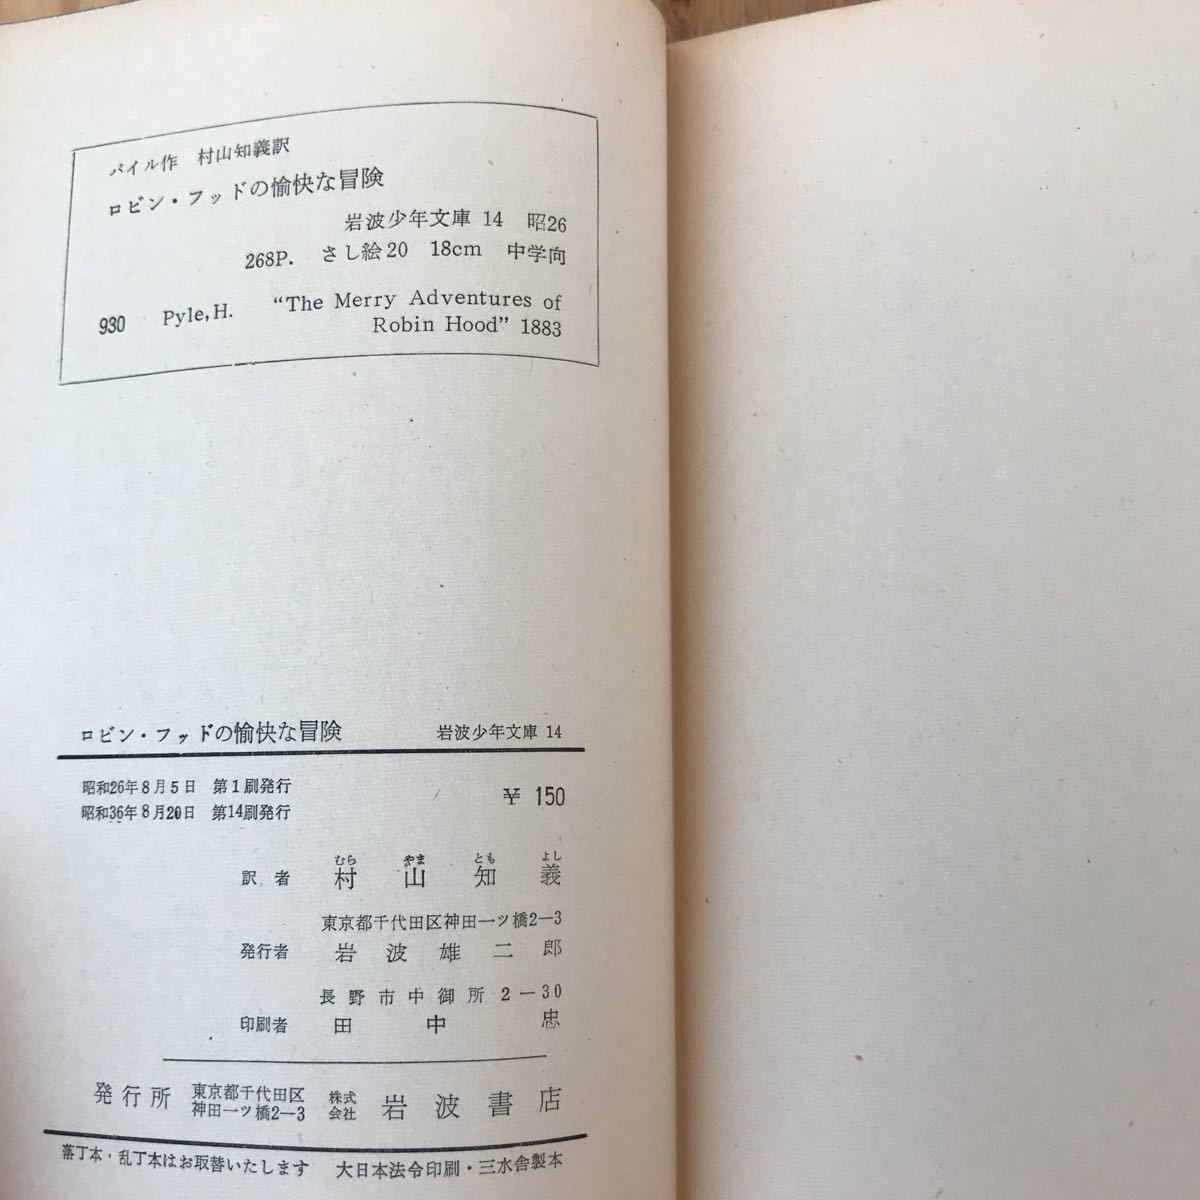 パイル作 村山知義訳
ロビン・フッドの愉快な冒険
岩波少年文庫 14 昭26
268P. さし絵20 18cm 中学向
930 Pyle,H. "The Merry Adventures of
Robin Hood" 1883
ロビン・フッドの愉快な冒険 岩波少年文庫 14
昭和26年8月5日 第1刷発行
昭和36年8月20日 第14刷発行
¥ 150
むら やま とも よし
訳者 村山知義
東京都千代田区神田一ツ橋2―3
発行者 岩波雄二郎
長野市中御所2―30
印刷者 田中忠
発行所 東京都千代田区神田一ツ橋2―3 株式会社 岩波書店
落丁本・乱丁本はお取替いたします 大日本法令印刷・三水舎製本